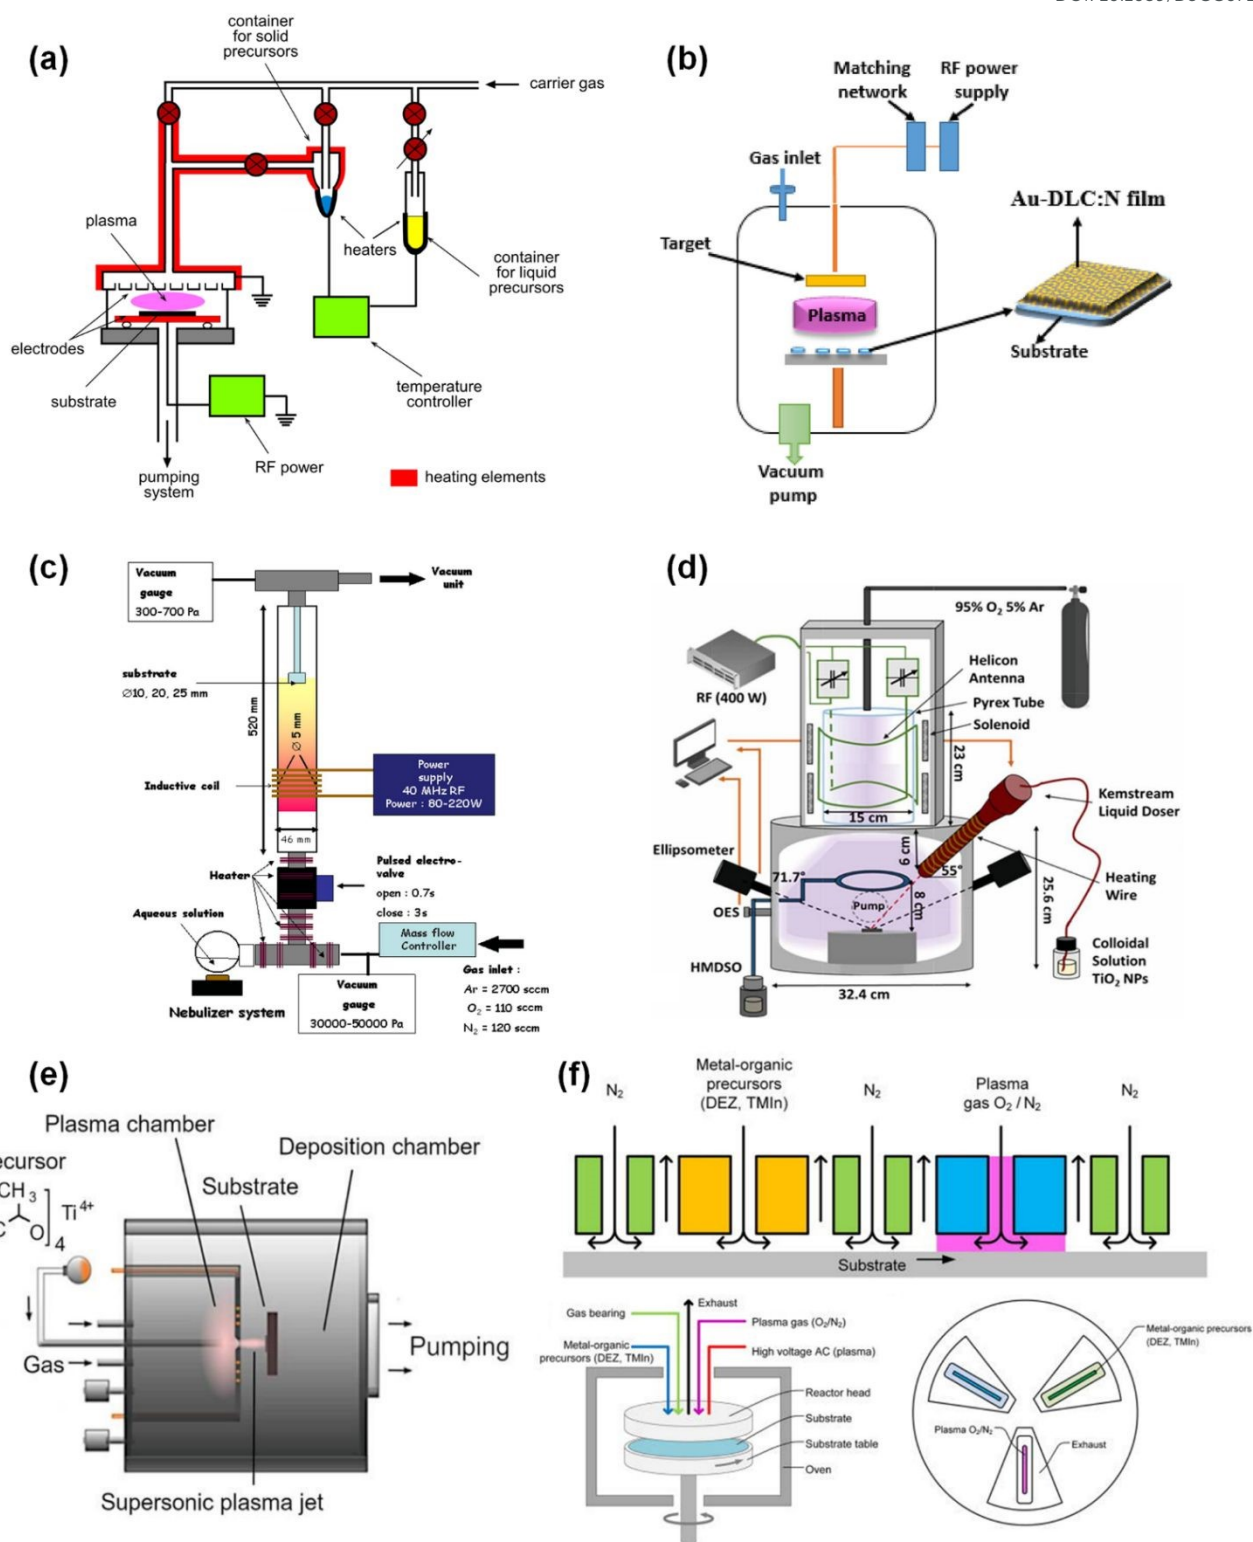 (a)
container
for solid
precursors
carrier gas
plasma
heaters
container
for liquid
precursors
electrodes
substrate
temperature
controller
RF power
pumping
system
heating elements
(b)
Matching
network
RF power
supply
Gas inlet
Au-DLC:N film
Target
Plasma
Substrate
Vacuum
pump
(c)
Vacuum
gauge
300-700 Pa
Vacuum
unit
substrate
Ø10, 20, 25 mm
520 mm
Ø 5 mm
Inductive coil
Power
supply
40 MHz RF
Power : 80-220W
46 mm
Heater
Pulsed electro-
valve
open : 0.7s
close : 3s
Aqueous solution
Mass flow
Controller
Nebulizer system
Vacuum
gauge
30000-50000 Pa
Gas inlet :
Ar = 2700 sccm
O₂ = 110 sccm
N₂ = 120 sccm
(d)
95% O₂ 5% Ar
RF (400 W)
Helicon
Antenna
Pyrex Tube
Solenoid
23 cm
15 cm
Kemstream
Liquid Doser
Ellipsometer
71.7°
6 cm
55°
Heating
Wire
OES
Pump
8 cm
25.6 cm
HMDSO
32.4 cm
Colloidal
Solution
TiO₂ NPs
(e)
Plasma chamber
Deposition chamber
ecursor
Substrate
CH₃
Ti⁴⁺
C
O
4
Gas
Pumping
Supersonic plasma jet
(f)
N₂
Metal-organic
precursors
(DEZ, TMIn)
N₂
Plasma
gas O₂ / N₂
N₂
Substrate
Gas bearing
Exhaust
Plasma gas (O₂/N₂)
Metal-organic
precursors (DEZ, TMIn)
High voltage AC (plasma)
Reactor head
Substrate
Substrate table
Oven
Metal-organic precursors
(DEZ, TMIn)
Plasma O₂/N₂
Exhaust